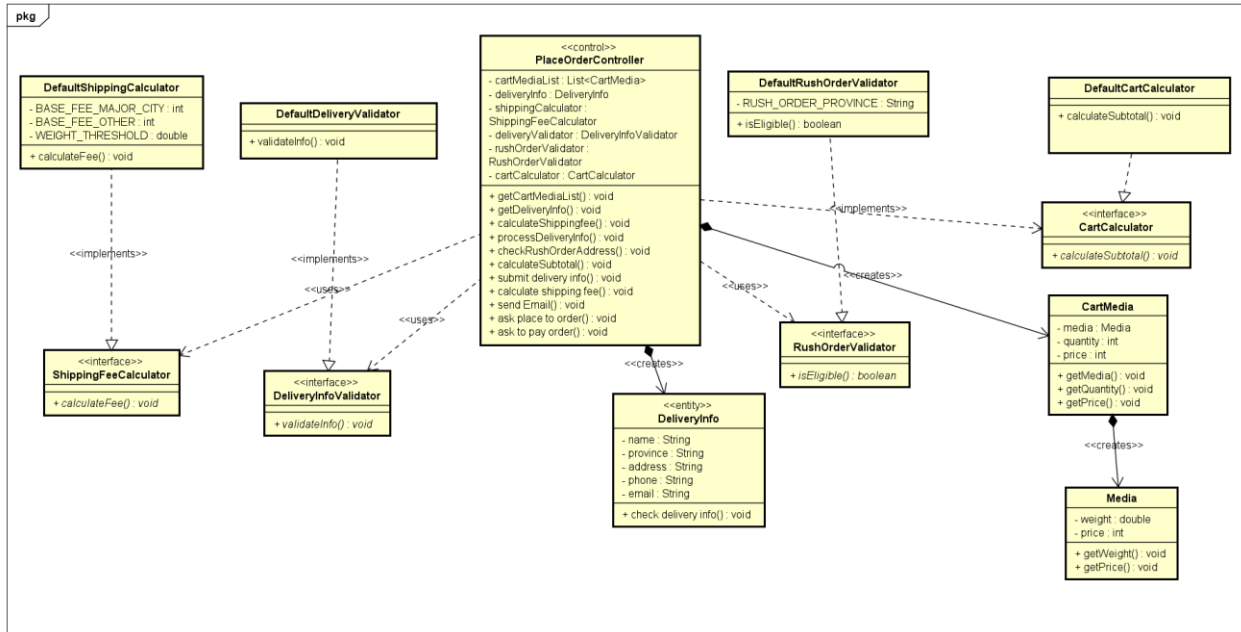 pkg
DefaultShippingCalculator
- BASE_FEE_MAJOR_CITY : int
- BASE_FEE_OTHER : int
- WEIGHT_THRESHOLD : double
+ calculateFee() : void
DefaultDeliveryValidator
+ validateInfo() : void
<<control>>
PlaceOrderController
- cartMediaList : List<CartMedia>
- deliveryInfo : DeliveryInfo
- shippingCalculator :
ShippingFeeCalculator
- deliveryValidator : DeliveryInfoValidator
- rushOrderValidator :
RushOrderValidator
- cartCalculator : CartCalculator
+ getCartMediaList() : void
+ getDeliveryInfo() : void
+ calculateShippingfee() : void
+ processDeliveryInfo() : void
+ checkRushOrderAddress() : void
+ calculateSubtotal() : void
+ submit delivery info() : void
+ calculate shipping fee() : void
+ send Email() : void
+ ask place to order() : void
+ ask to pay order() : void
DefaultRushOrderValidator
- RUSH_ORDER_PROVINCE : String
+ isEligible() : boolean
DefaultCartCalculator
+ calculateSubtotal() : void
<<implements>>
<<interface>>
CartCalculator
+ calculateSubtotal() : void
<<implements>>
<<implements>>
<<uses>>
<<uses>>
<<uses>>
<<creates>>
<<interface>>
ShippingFeeCalculator
+ calculateFee() : void
<<interface>>
DeliveryInfoValidator
+ validateInfo() : void
<<creates>>
<<interface>>
RushOrderValidator
+ isEligible() : boolean
CartMedia
- media : Media
- quantity : int
- price : int
+ getMedia() : void
+ getQuantity() : void
+ getPrice() : void
<<entity>>
DeliveryInfo
- name : String
- province : String
- address : String
- phone : String
- email : String
+ check delivery info() : void
<<creates>>
Media
- weight : double
- price : int
+ getWeight() : void
+ getPrice() : void